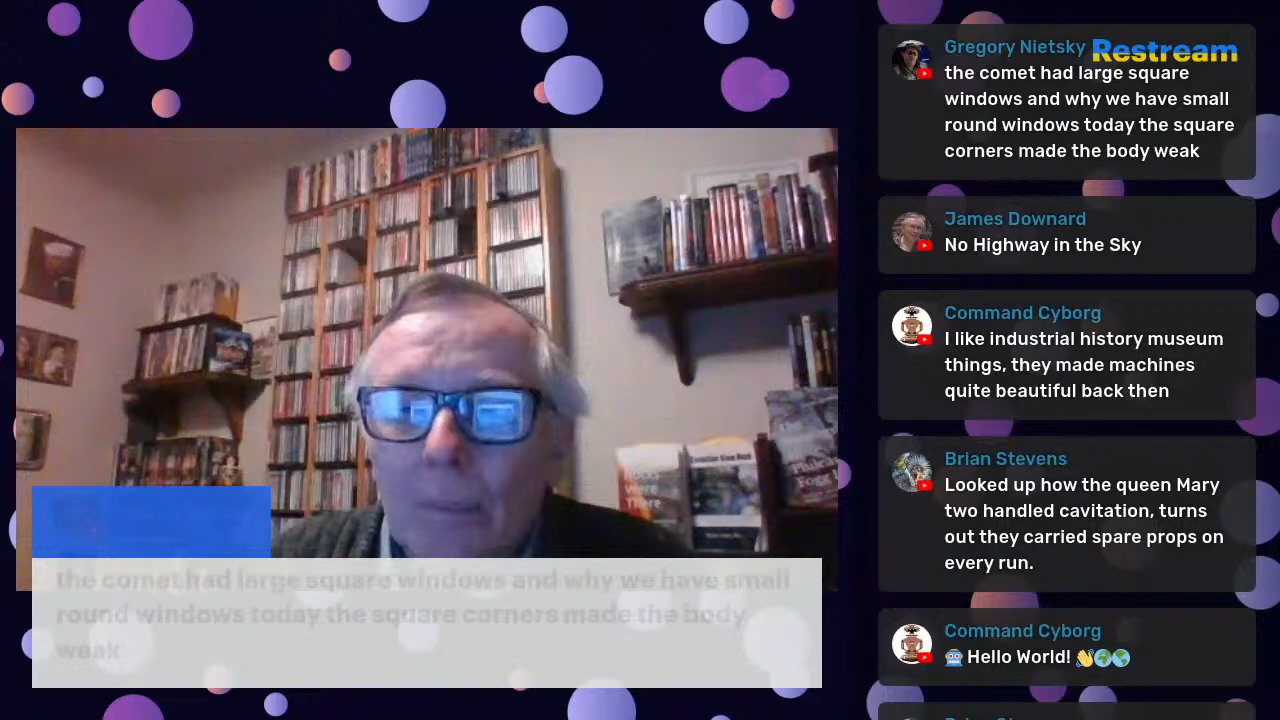 Gregory Nietsky
Restream
the comet had large square
windows and why we have small
round windows today the square
corners made the body weak
James Downard
No Highway in the Sky
Command Cyborg
I like industrial history museum
things, they made machines
quite beautiful back then
Brian Stevens
Looked up how the queen Mary
two handled cavitation, turns
out they carried spare props on
every run.
Command Cyborg
Hello World!
the comet had large square windows and why we have small
round windows today the square corners made the body
weak